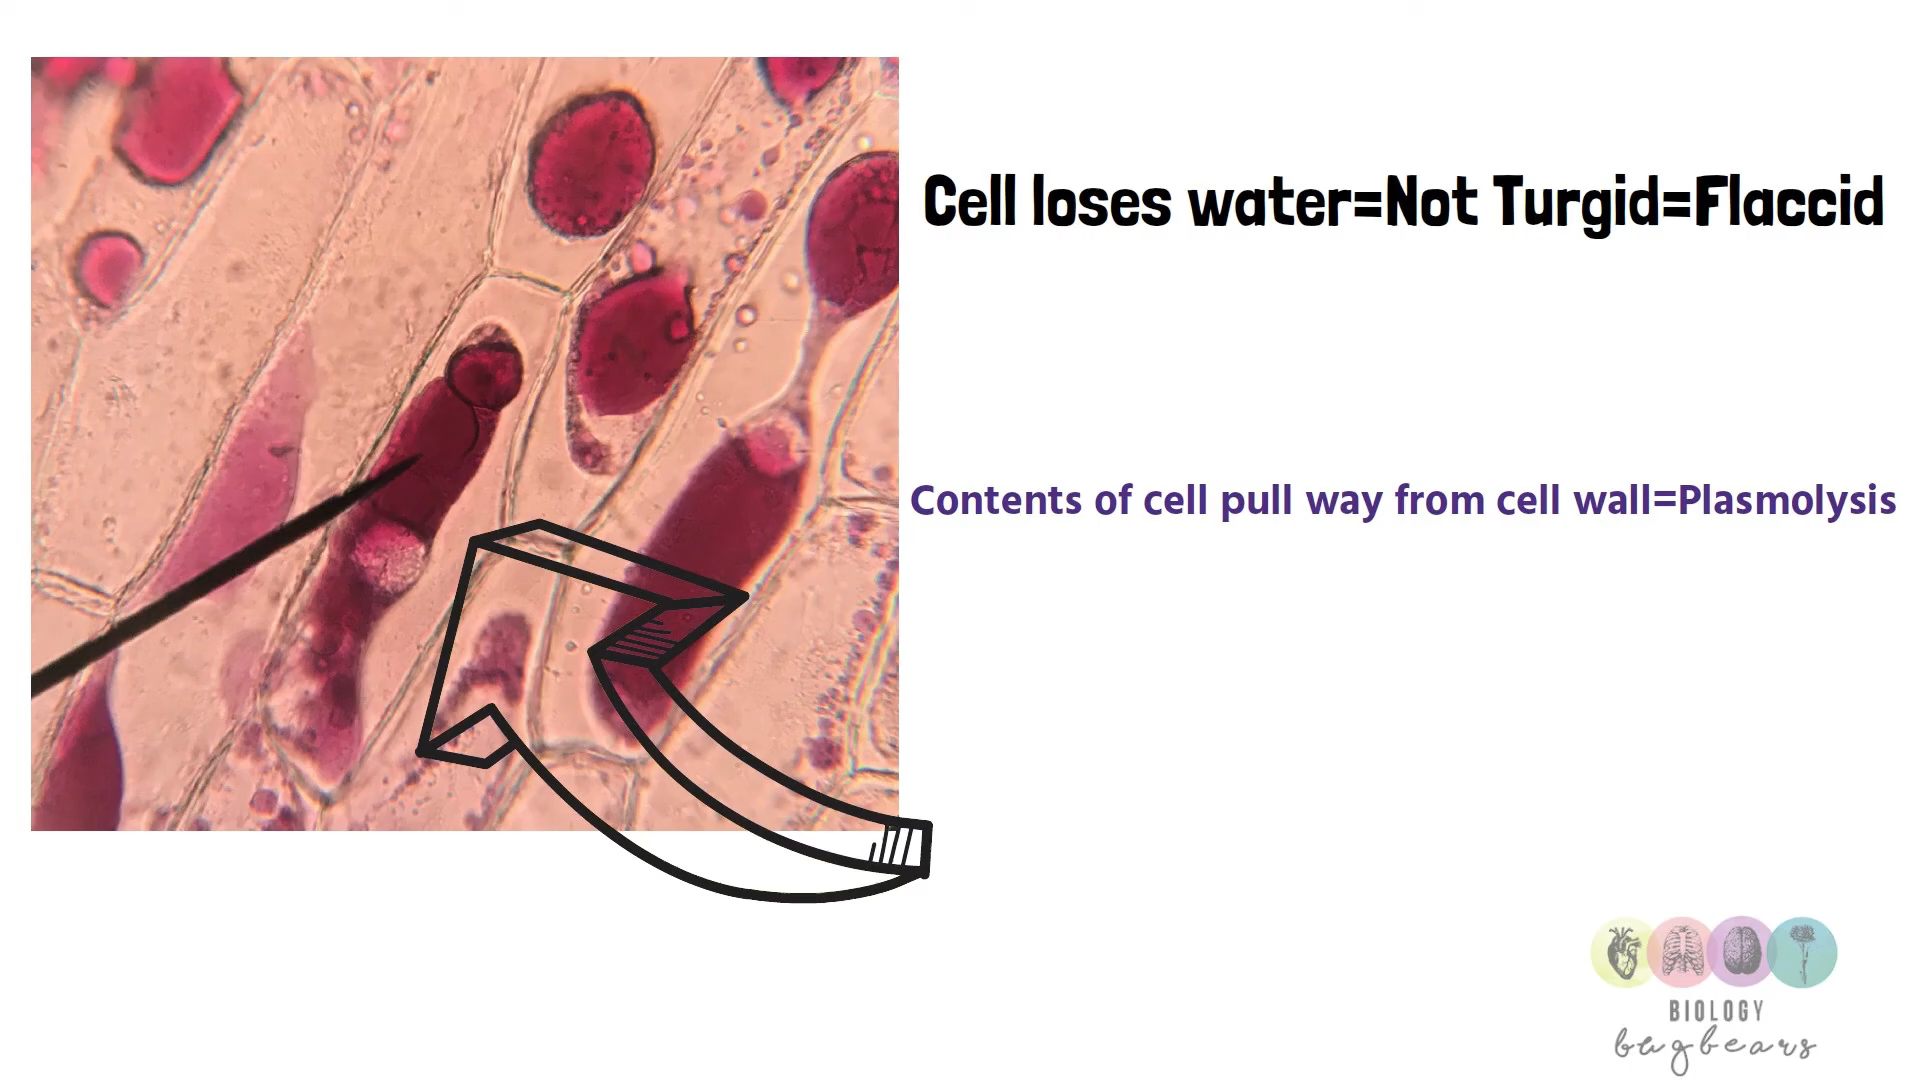 Cell loses water=Not Turgid=Flaccid
Contents of cell pull way from cell wall=Plasmolysis
BIOLOGY
bugbears